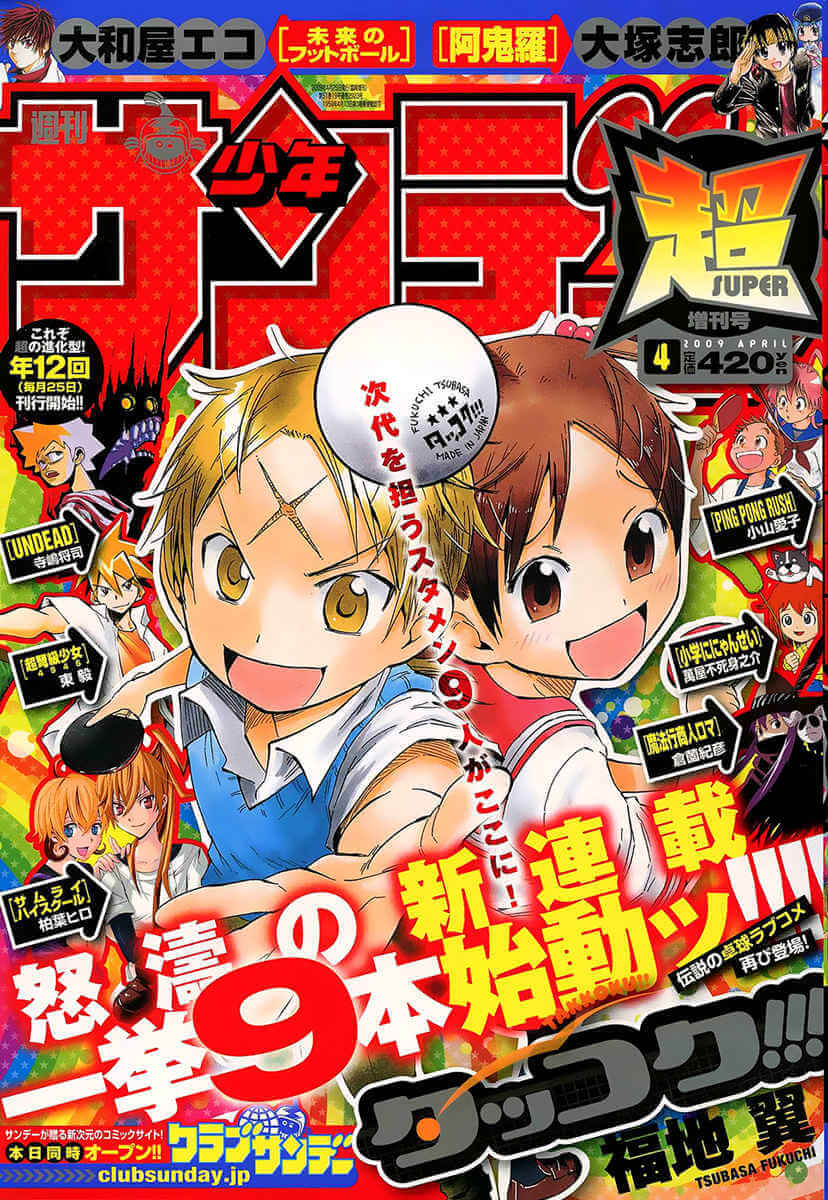 大和屋エコ
[未来のフットボール]
[阿鬼羅]
大塚志郎
週刊
少年
サンデー
超
SUPER
増刊号
4
2009 APRIL
定価420yen
これぞ
超の進化型!
年12回
(毎月25日)
刊行開始!!
FUKUCHI TSUBASA
タッコク!!!
MADE IN JAPAN
次代を担うスタメン9人がここに!
[UNDEAD]
寺嶋将司
[PING PONG RUSH]
小山愛子
東 毅
[小学ににゃんせい]
萬屋不死身之介
[魔法行商人ロマ]
倉薗紀彦
[サムライハイスクール]
柏葉ヒロ
怒濤の新連載
一挙9本始動ッ!!!!
伝説の卓球ラブコメ
再び登場!
TAKKOKU!!!
タッコク!!!
福地 翼
TSUBASA FUKUCHI
サンデーが贈る新次元のコミックサイト!
本日同時オープン!!
クラブサンデー
clubsunday.jp